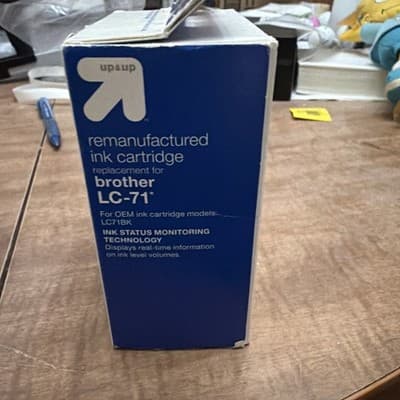 up&up
remanufactured
ink cartridge
replacement for
brother
LC-71*
For OEM ink cartridge models:
LC71BK
INK STATUS MONITORING
TECHNOLOGY
Displays real-time information
on ink level volumes.